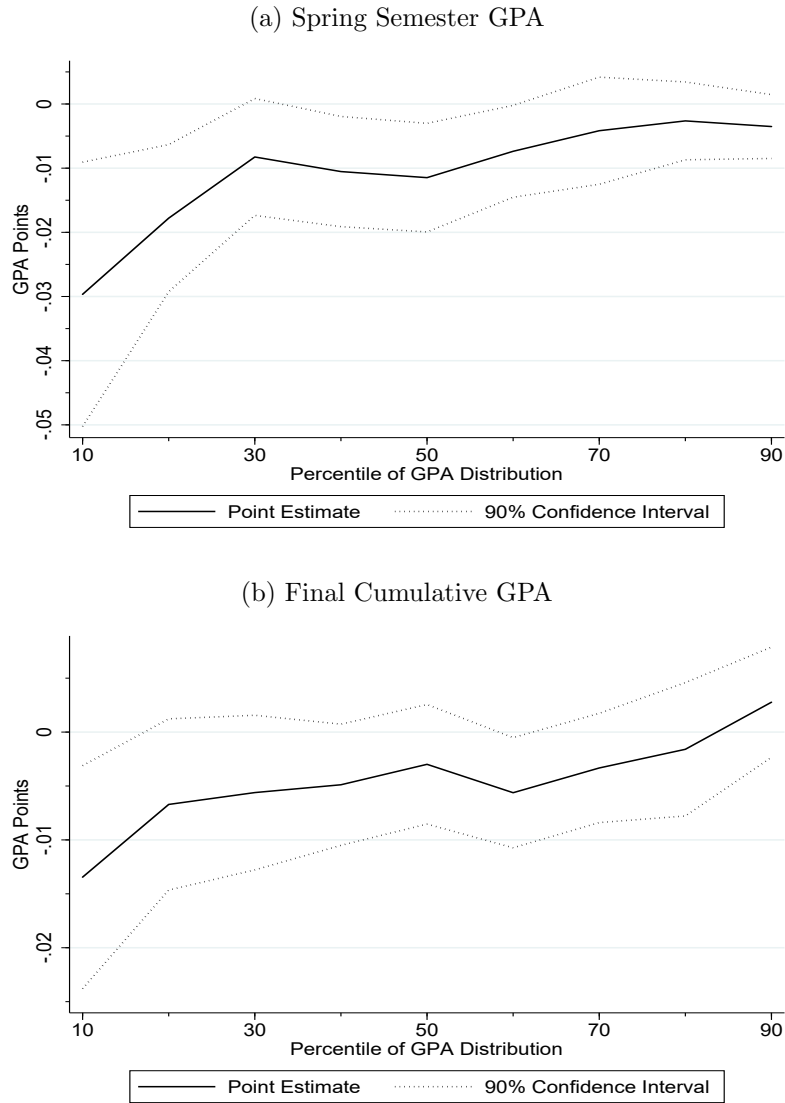 (a) Spring Semester GPA
GPA Points
0
-.01
-.02
-.03
-.04
-.05
10 30 50 70 90
Percentile of GPA Distribution
Point Estimate 90% Confidence Interval
(b) Final Cumulative GPA
GPA Points
0
-.01
-.02
10 30 50 70 90
Percentile of GPA Distribution
Point Estimate 90% Confidence Interval